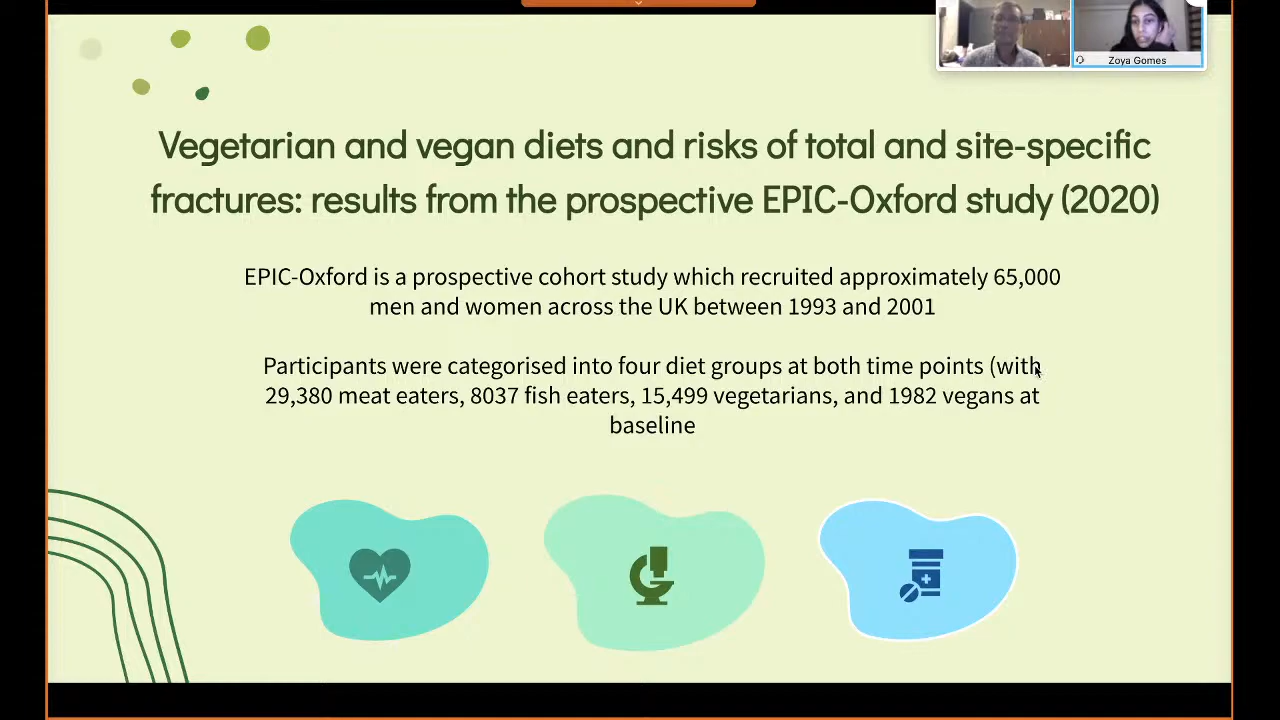 Zoya Gomes
Vegetarian and vegan diets and risks of total and site-specific
fractures: results from the prospective EPIC-Oxford study (2020)
EPIC-Oxford is a prospective cohort study which recruited approximately 65,000
men and women across the UK between 1993 and 2001
Participants were categorised into four diet groups at both time points (with
29,380 meat eaters, 8037 fish eaters, 15,499 vegetarians, and 1982 vegans at
baseline